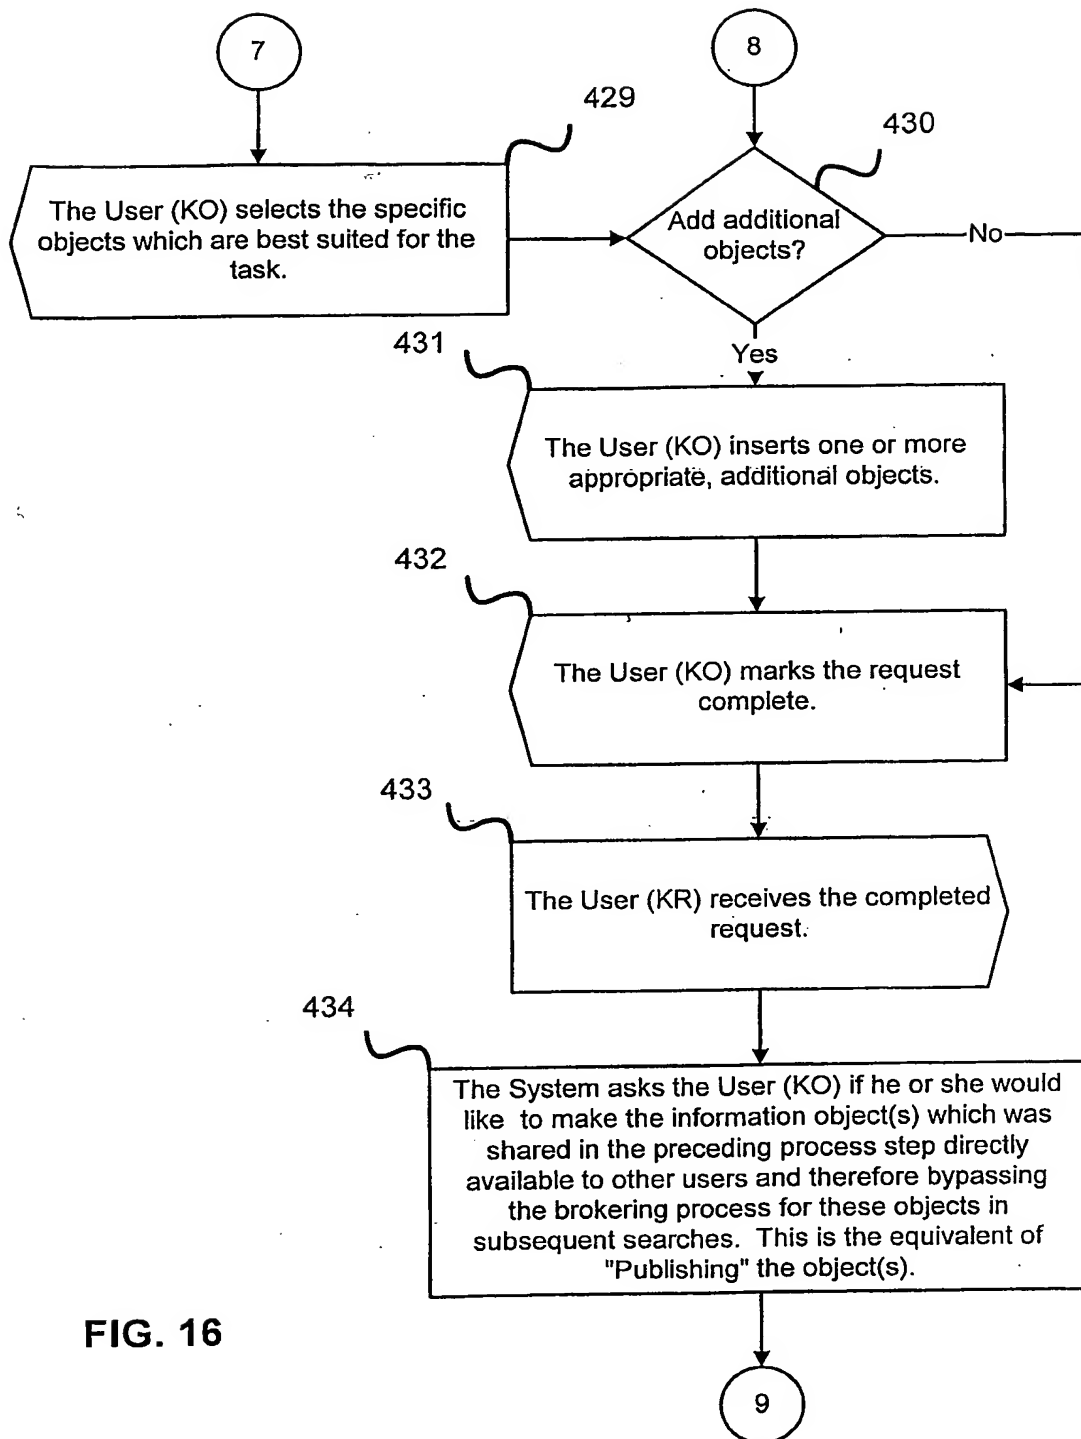 7
8
429
430
The User (KO) selects the specific
objects which are best suited for the
task.
Add additional
objects?
No
Yes
431
The User (KO) inserts one or more
appropriate, additional objects.
432
The User (KO) marks the request
complete.
433
The User (KR) receives the completed
request.
434
The System asks the User (KO) if he or she would
like to make the information object(s) which was
shared in the preceding process step directly
available to other users and therefore bypassing
the brokering process for these objects in
subsequent searches. This is the equivalent of
"Publishing" the object(s).
FIG. 16
9